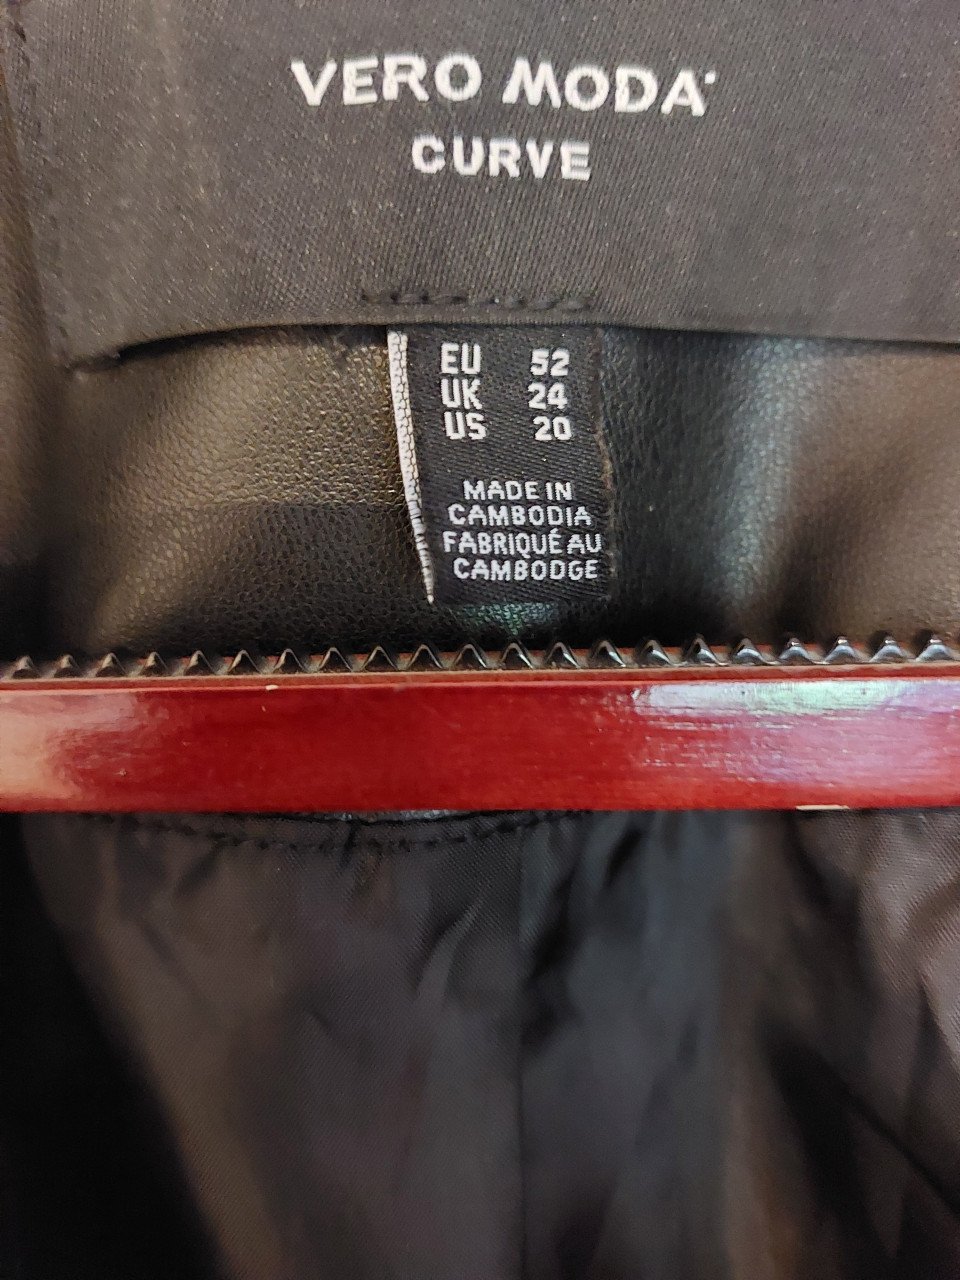 VERO MODA
CURVE
EU 52
UK 24
US 20
MADE IN
CAMBODIA
FABRIQUÉ AU
CAMBODGE